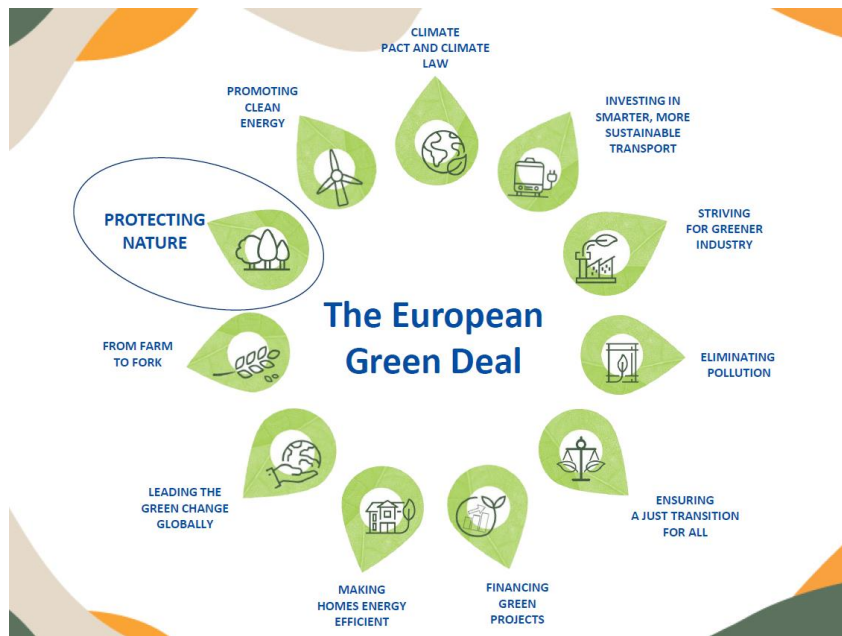 CLIMATE
PACT AND CLIMATE
LAW
INVESTING IN
SMARTER, MORE
SUSTAINABLE
TRANSPORT
STRIVING
FOR GREENER
INDUSTRY
ELIMINATING
POLLUTION
ENSURING
A JUST TRANSITION
FOR ALL
FINANCING
GREEN
PROJECTS
MAKING
HOMES ENERGY
EFFICIENT
LEADING THE
GREEN CHANGE
GLOBALLY
FROM FARM
TO FORK
PROTECTING
NATURE
PROMOTING
CLEAN
ENERGY
The European
Green Deal